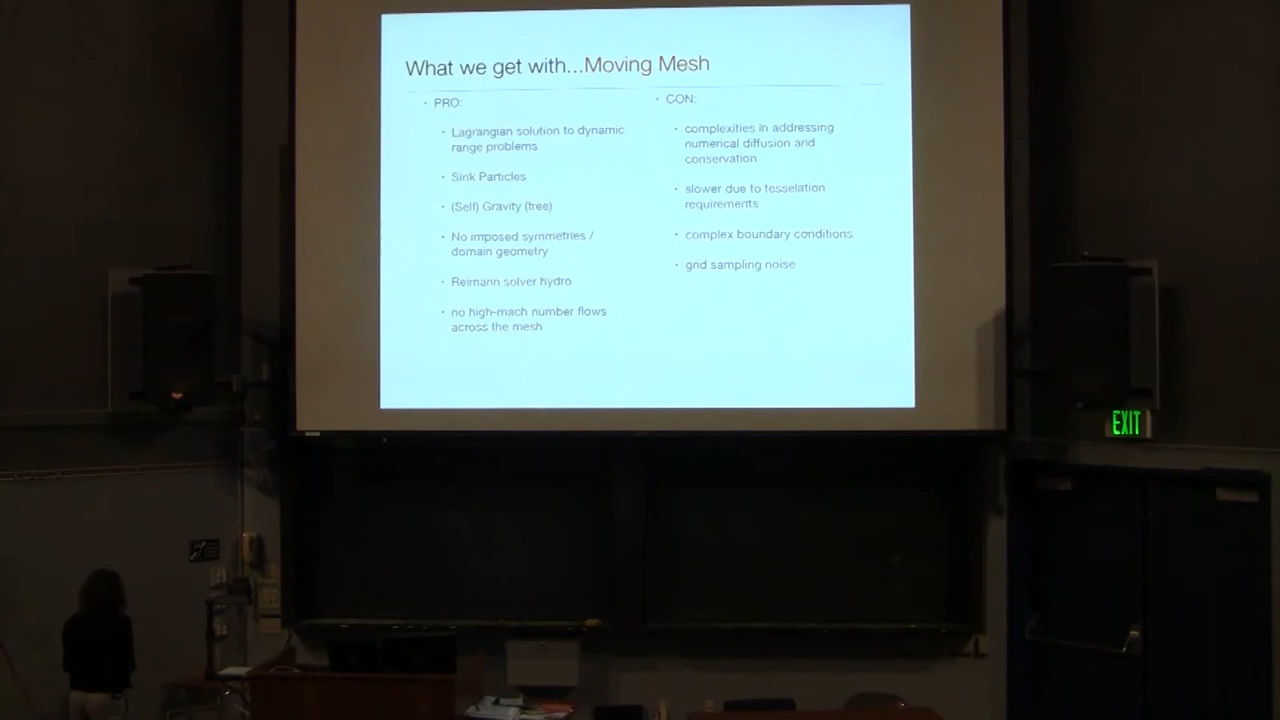 What we get with...Moving Mesh
· PRO:
· Lagrangian solution to dynamic
range problems
· Sink Particles
· (Self) Gravity (tree)
· No imposed symmetries /
domain geometry
· Reimann solver hydro
· no high-mach number flows
across the mesh
· CON:
· complexities in addressing
numerical diffusion and
conservation
· slower due to tesselation
requirements
· complex boundary conditions
· grid sampling noise
EXIT